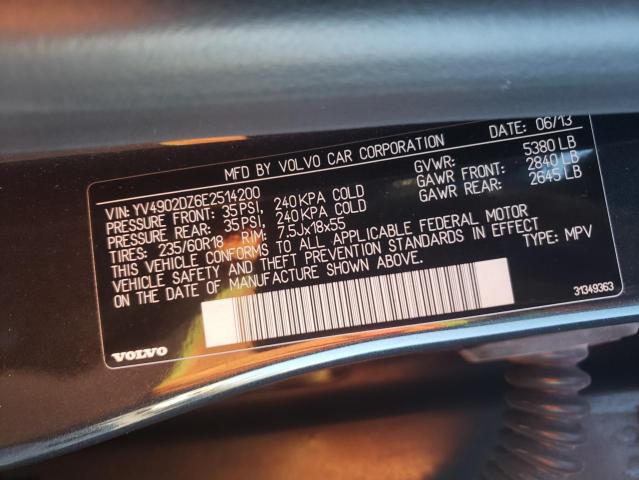 MFD BY VOLVO CAR CORPORATION DATE: 06/13
VIN: YV4902DZ6E2514200 GVWR: 5380 LB
PRESSURE FRONT: 35PSI, 240KPA COLD GAWR FRONT: 2840 LB
PRESSURE REAR: 35PSI, 240KPA COLD GAWR REAR: 2645 LB
TIRES: 235/60R18 RIM: 7.5Jx18x55
THIS VEHICLE CONFORMS TO ALL APPLICABLE FEDERAL MOTOR
VEHICLE SAFETY AND THEFT PREVENTION STANDARDS IN EFFECT
ON THE DATE OF MANUFACTURE SHOWN ABOVE. TYPE: MPV
VOLVO 31349363